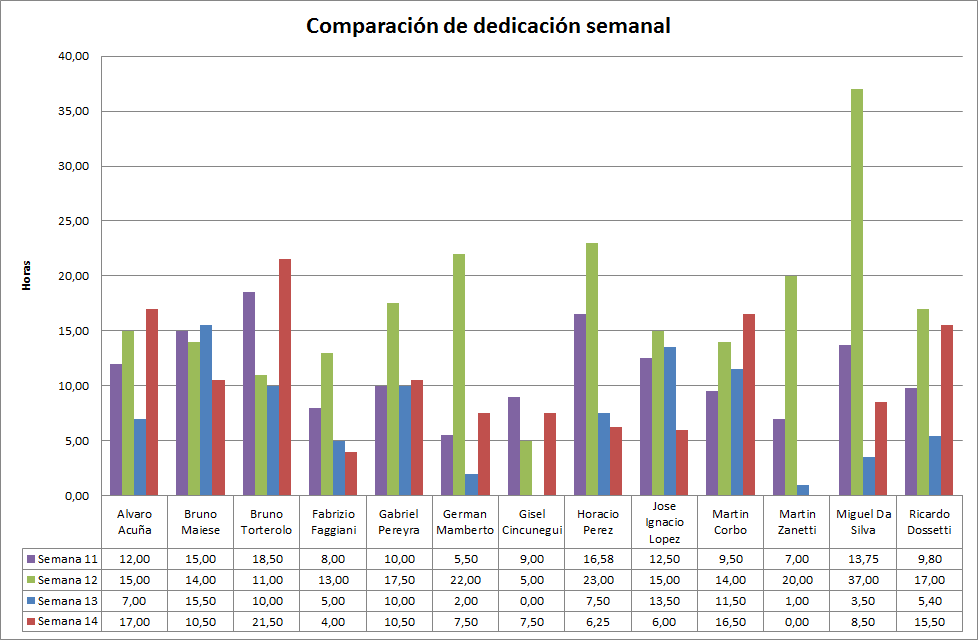 Comparación de dedicación semanal
40,00
35,00
30,00
25,00
20,00
15,00
10,00
5,00
0,00
Horas
Alvaro Acuña
Bruno Maiese
Bruno Torterolo
Fabrizio Faggiani
Gabriel Pereyra
German Mamberto
Gisel Cincunegui
Horacio Perez
Jose Ignacio Lopez
Martin Corbo
Martin Zanetti
Miguel Da Silva
Ricardo Dossetti
Semana 11 12,00 15,00 18,50 8,00 10,00 5,50 9,00 16,58 12,50 9,50 7,00 13,75 9,80
Semana 12 15,00 14,00 11,00 13,00 17,50 22,00 5,00 23,00 15,00 14,00 20,00 37,00 17,00
Semana 13 7,00 15,50 10,00 5,00 10,00 2,00 0,00 7,50 13,50 11,50 1,00 3,50 5,40
Semana 14 17,00 10,50 21,50 4,00 10,50 7,50 7,50 6,25 6,00 16,50 0,00 8,50 15,50